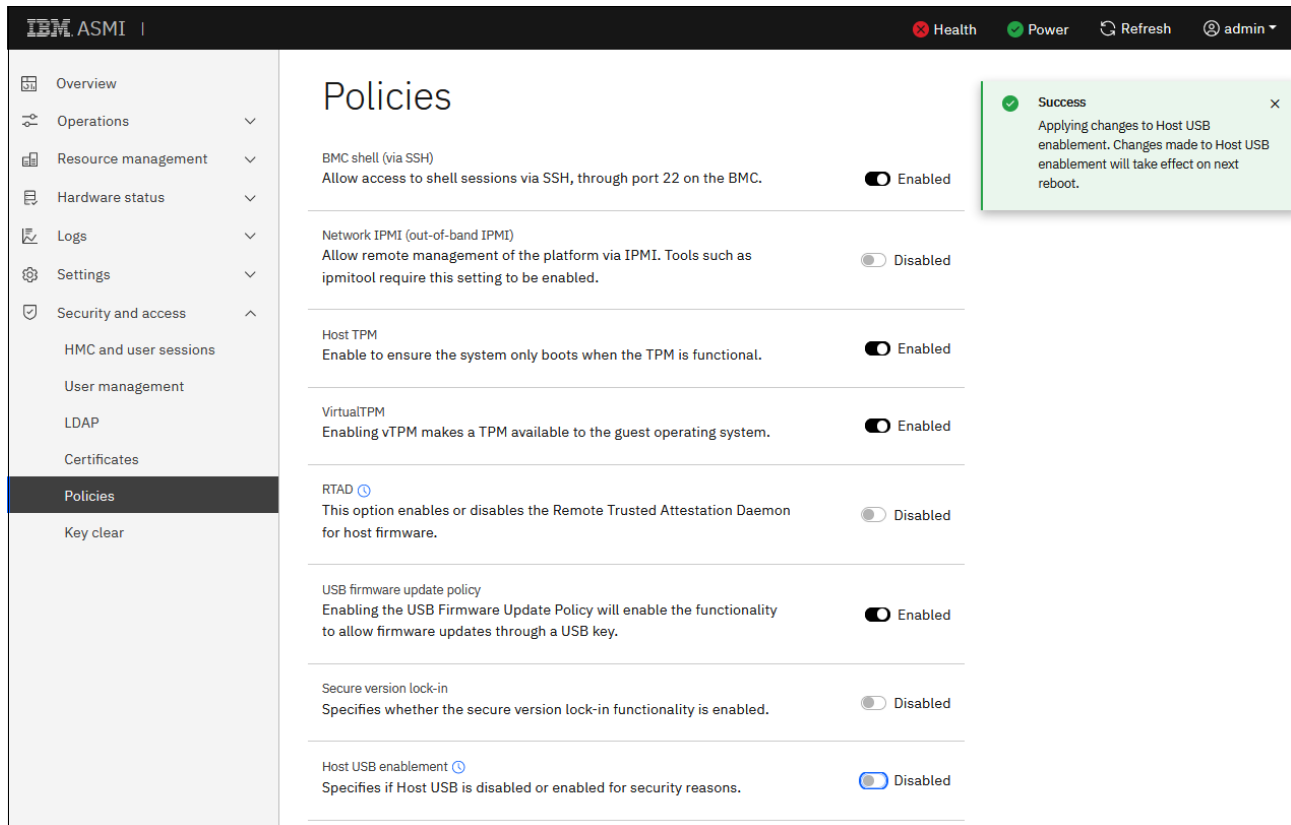 IBM. ASMI |
Health
Power
Refresh
admin
Overview
Operations
Resource management
Hardware status
Logs
Settings
Security and access
HMC and user sessions
User management
LDAP
Certificates
Policies
Key clear
Policies
BMC shell (via SSH)
Allow access to shell sessions via SSH, through port 22 on the BMC.
Enabled
Network IPMI (out-of-band IPMI)
Allow remote management of the platform via IPMI. Tools such as
ipmitool require this setting to be enabled.
Disabled
Host TPM
Enable to ensure the system only boots when the TPM is functional.
Enabled
VirtualTPM
Enabling vTPM makes a TPM available to the guest operating system.
Enabled
RTAD
This option enables or disables the Remote Trusted Attestation Daemon
for host firmware.
Disabled
USB firmware update policy
Enabling the USB Firmware Update Policy will enable the functionality
to allow firmware updates through a USB key.
Enabled
Secure version lock-in
Specifies whether the secure version lock-in functionality is enabled.
Disabled
Host USB enablement
Specifies if Host USB is disabled or enabled for security reasons.
Disabled
Success
Applying changes to Host USB
enablement. Changes made to Host USB
enablement will take effect on next
reboot.